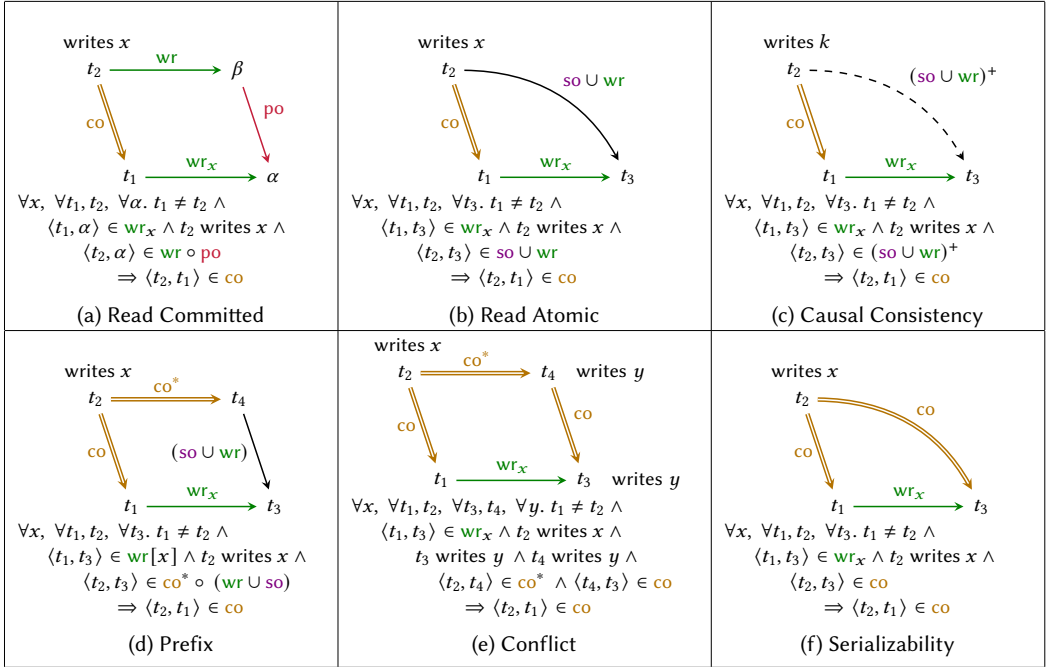 writes x
t₂ wr β
co po
t₁ wrₓ α
∀x, ∀t₁, t₂, ∀α. t₁ ≠ t₂ ∧
⟨t₁, α⟩ ∈ wrₓ ∧ t₂ writes x ∧
⟨t₂, α⟩ ∈ wr ∘ po
⇒ ⟨t₂, t₁⟩ ∈ co
(a) Read Committed
writes x
t₂ so ∪ wr
co
t₁ wrₓ t₃
∀x, ∀t₁, t₂, ∀t₃. t₁ ≠ t₂ ∧
⟨t₁, t₃⟩ ∈ wrₓ ∧ t₂ writes x ∧
⟨t₂, t₃⟩ ∈ so ∪ wr
⇒ ⟨t₂, t₁⟩ ∈ co
(b) Read Atomic
writes k
t₂ (so ∪ wr)⁺
co
t₁ wrₓ t₃
∀x, ∀t₁, t₂, ∀t₃. t₁ ≠ t₂ ∧
⟨t₁, t₃⟩ ∈ wrₓ ∧ t₂ writes x ∧
⟨t₂, t₃⟩ ∈ (so ∪ wr)⁺
⇒ ⟨t₂, t₁⟩ ∈ co
(c) Causal Consistency
writes x
t₂ co* t₄
co (so ∪ wr)
t₁ wrₓ t₃
∀x, ∀t₁, t₂, ∀t₃. t₁ ≠ t₂ ∧
⟨t₁, t₃⟩ ∈ wr[x] ∧ t₂ writes x ∧
⟨t₂, t₃⟩ ∈ co* ∘ (wr ∪ so)
⇒ ⟨t₂, t₁⟩ ∈ co
(d) Prefix
writes x
t₂ co* t₄ writes y
co co
t₁ wrₓ t₃ writes y
∀x, ∀t₁, t₂, ∀t₃, t₄, ∀y. t₁ ≠ t₂ ∧
⟨t₁, t₃⟩ ∈ wrₓ ∧ t₂ writes x ∧
t₃ writes y ∧ t₄ writes y ∧
⟨t₂, t₄⟩ ∈ co* ∧ ⟨t₄, t₃⟩ ∈ co
⇒ ⟨t₂, t₁⟩ ∈ co
(e) Conflict
writes x
t₂ co
co
t₁ wrₓ t₃
∀x, ∀t₁, t₂, ∀t₃. t₁ ≠ t₂ ∧
⟨t₁, t₃⟩ ∈ wrₓ ∧ t₂ writes x ∧
⟨t₂, t₃⟩ ∈ co
⇒ ⟨t₂, t₁⟩ ∈ co
(f) Serializability